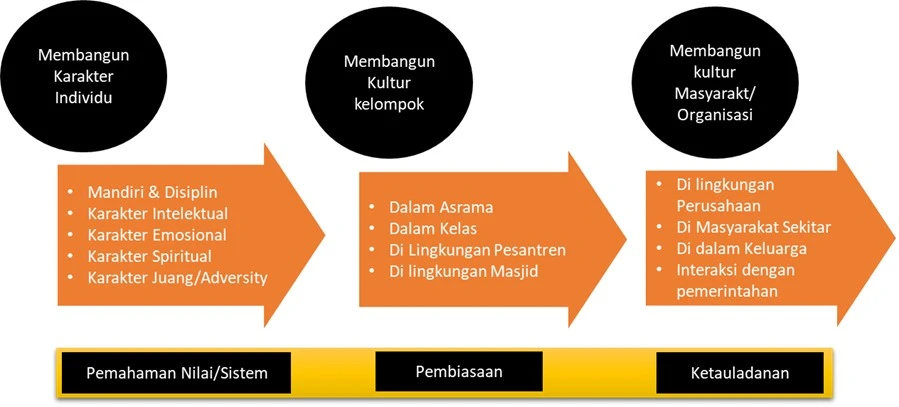 Membangun
Karakter
Individu
Mandiri & Disiplin
Karakter Intelektual
Karakter Emosional
Karakter Spiritual
Karakter Juang/Adversity
Membangun
Kultur
kelompok
Dalam Asrama
Dalam Kelas
Di Lingkungan Pesantren
Di lingkungan Masjid
Membangun
kultur
Masyarakt/
Organisasi
Di lingkungan
Perusahaan
Di Masyarakat Sekitar
Di dalam Keluarga
Interaksi dengan
pemerintahan
Pemahaman Nilai/Sistem
Pembiasaan
Ketauladanan